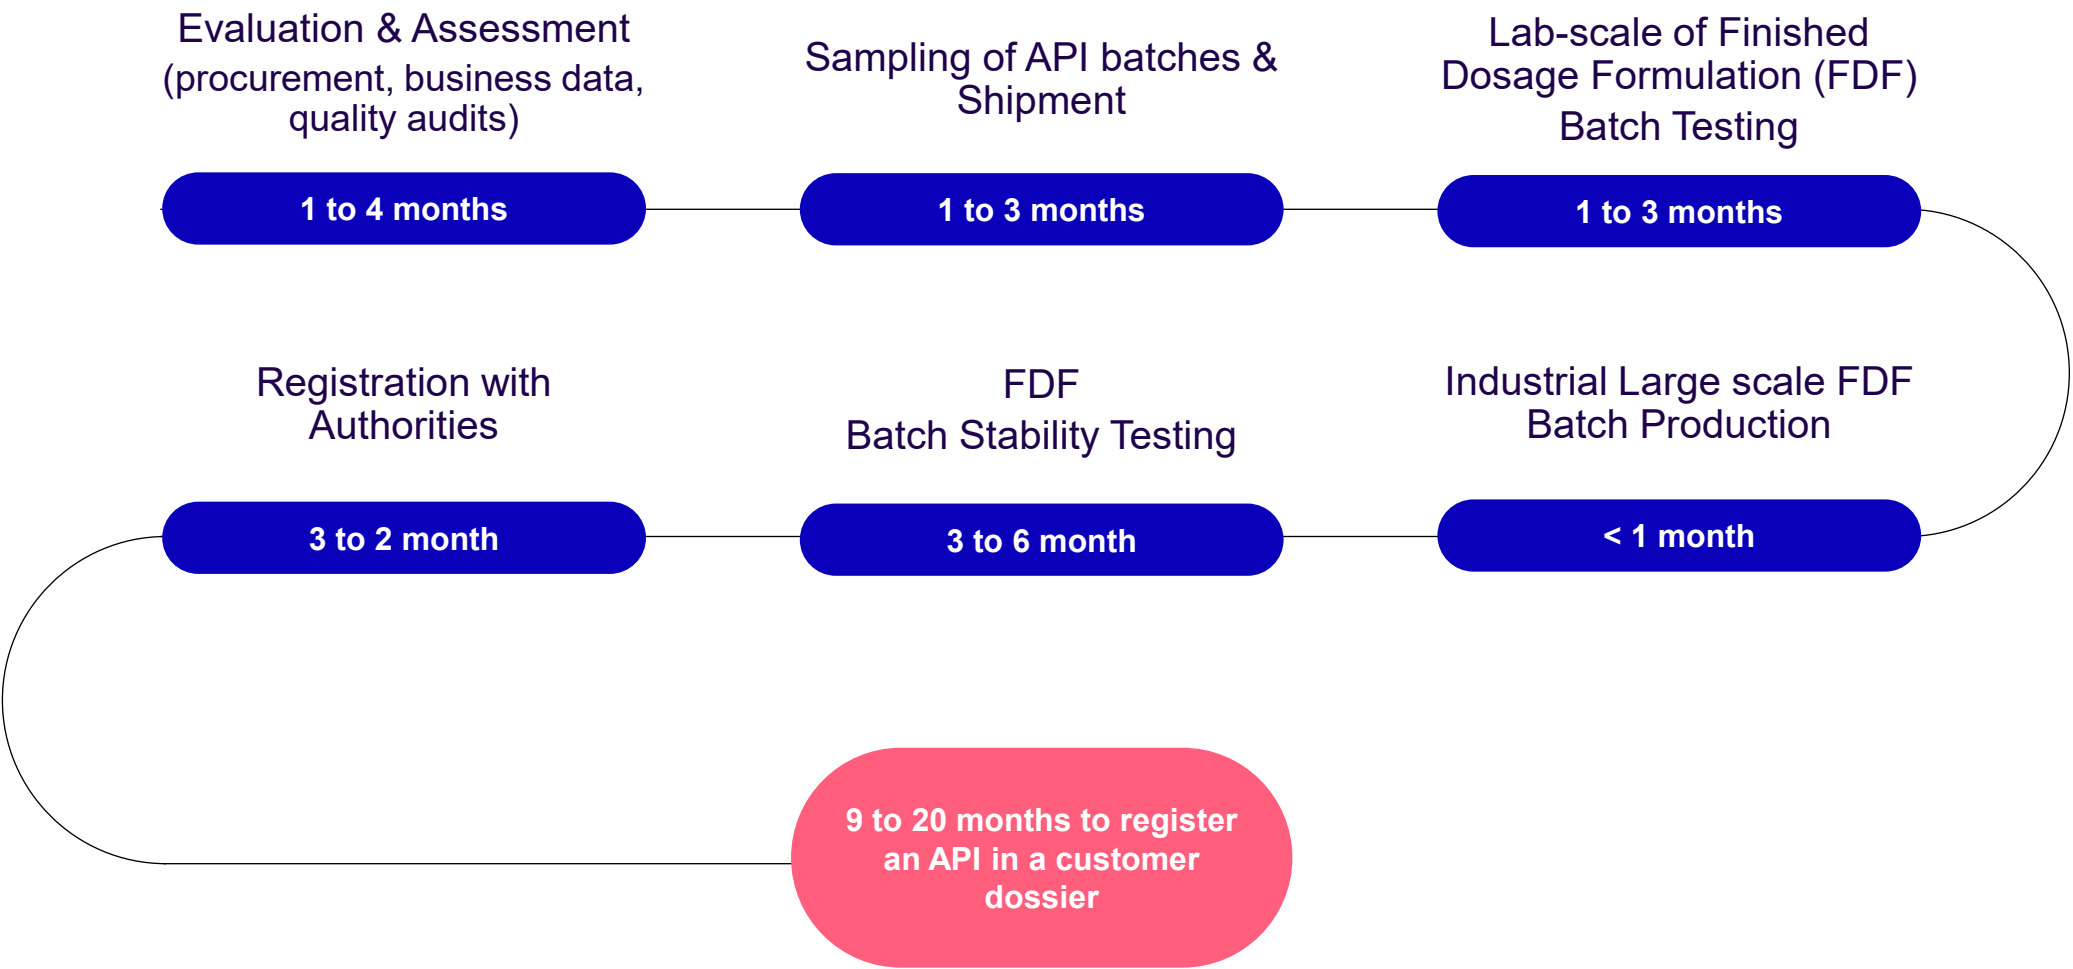 Evaluation & Assessment
(procurement, business data,
quality audits)
1 to 4 months
Sampling of API batches &
Shipment
1 to 3 months
Lab-scale of Finished
Dosage Formulation (FDF)
Batch Testing
1 to 3 months
Industrial Large scale FDF
Batch Production
< 1 month
FDF
Batch Stability Testing
3 to 6 month
Registration with
Authorities
3 to 2 month
9 to 20 months to register
an API in a customer
dossier